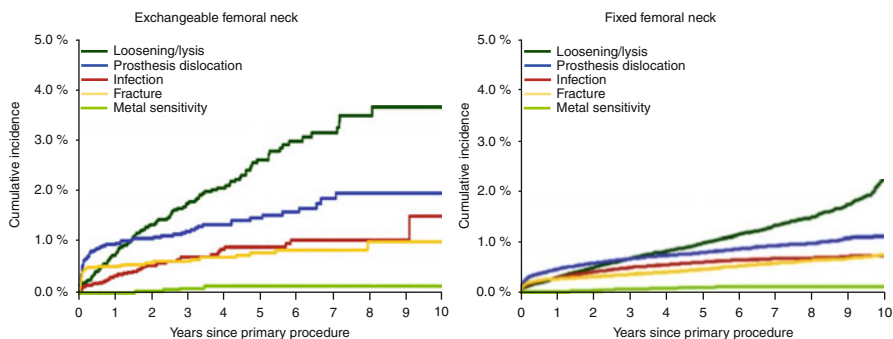 Exchangeable femoral neck
5.0 %
4.0 %
3.0 %
2.0 %
1.0 %
0.0 %
Cumulative incidence
Loosening/lysis
Prosthesis dislocation
Infection
Fracture
Metal sensitivity
0 1 2 3 4 5 6 7 8 9 10
Years since primary procedure
Fixed femoral neck
5.0 %
4.0 %
3.0 %
2.0 %
1.0 %
0.0 %
Cumulative incidence
Loosening/lysis
Prosthesis dislocation
Infection
Fracture
Metal sensitivity
0 1 2 3 4 5 6 7 8 9 10
Years since primary procedure